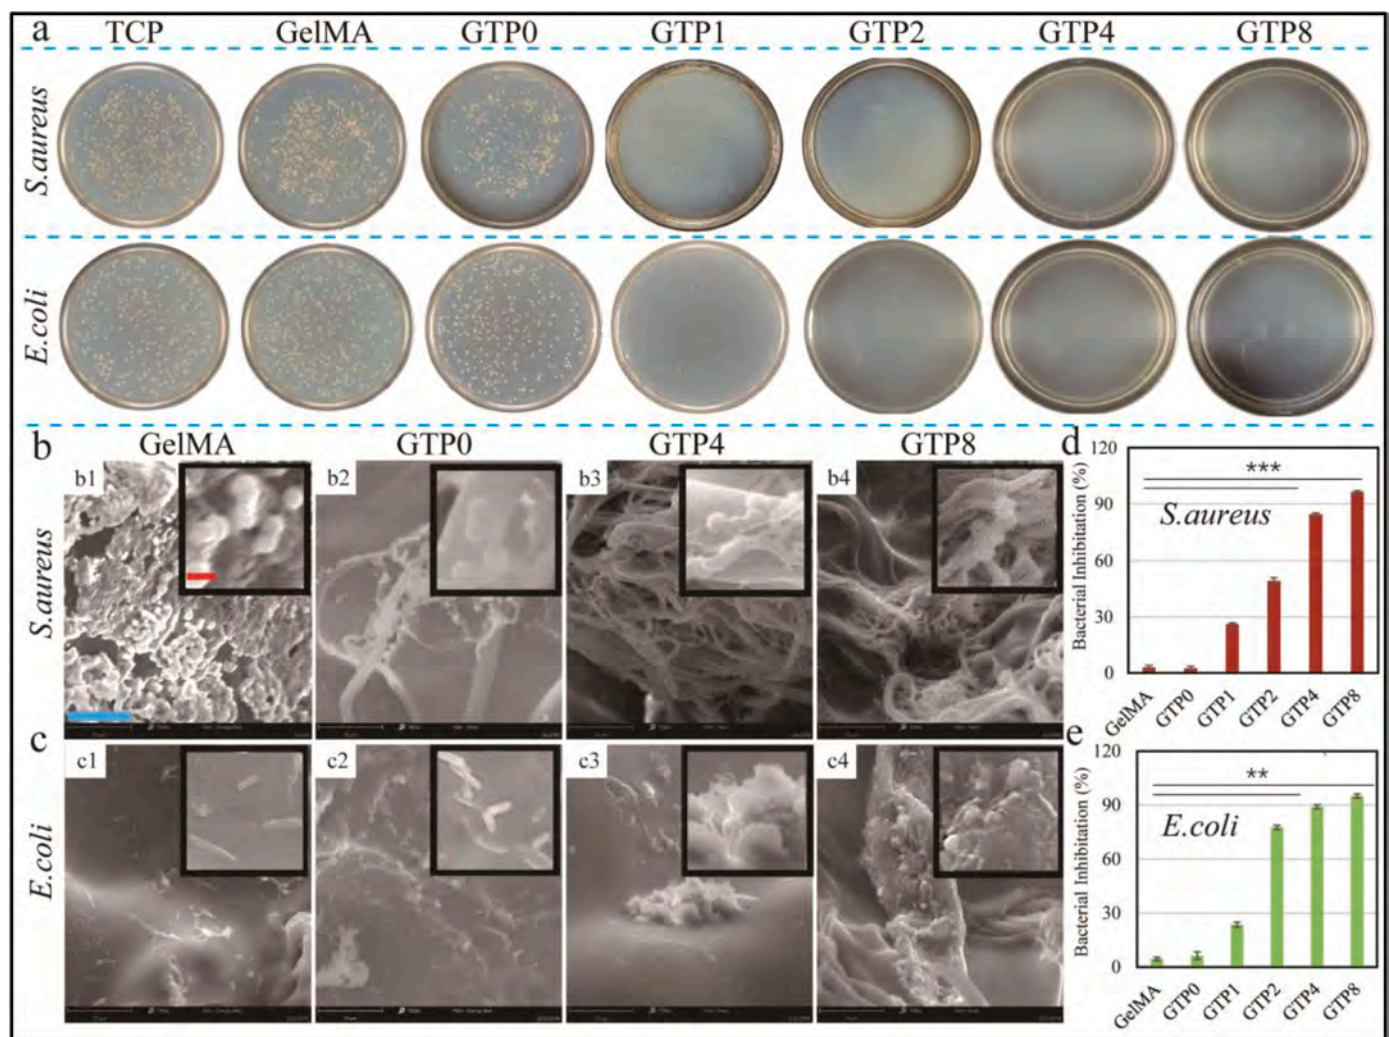 a TCP GelMA GTP0 GTP1 GTP2 GTP4 GTP8
S.aureus
E.coli
b GelMA GTP0 GTP4 GTP8
S.aureus
b1 b2 b3 b4
c
E.coli
c1 c2 c3 c4
d
Bacterial Inhibitation (%)
120
90
60
30
0
***
S.aureus
GelMA GTP0 GTP1 GTP2 GTP4 GTP8
e
Bacterial Inhibitation (%)
120
90
60
30
0
**
E.coli
GelMA GTP0 GTP1 GTP2 GTP4 GTP8